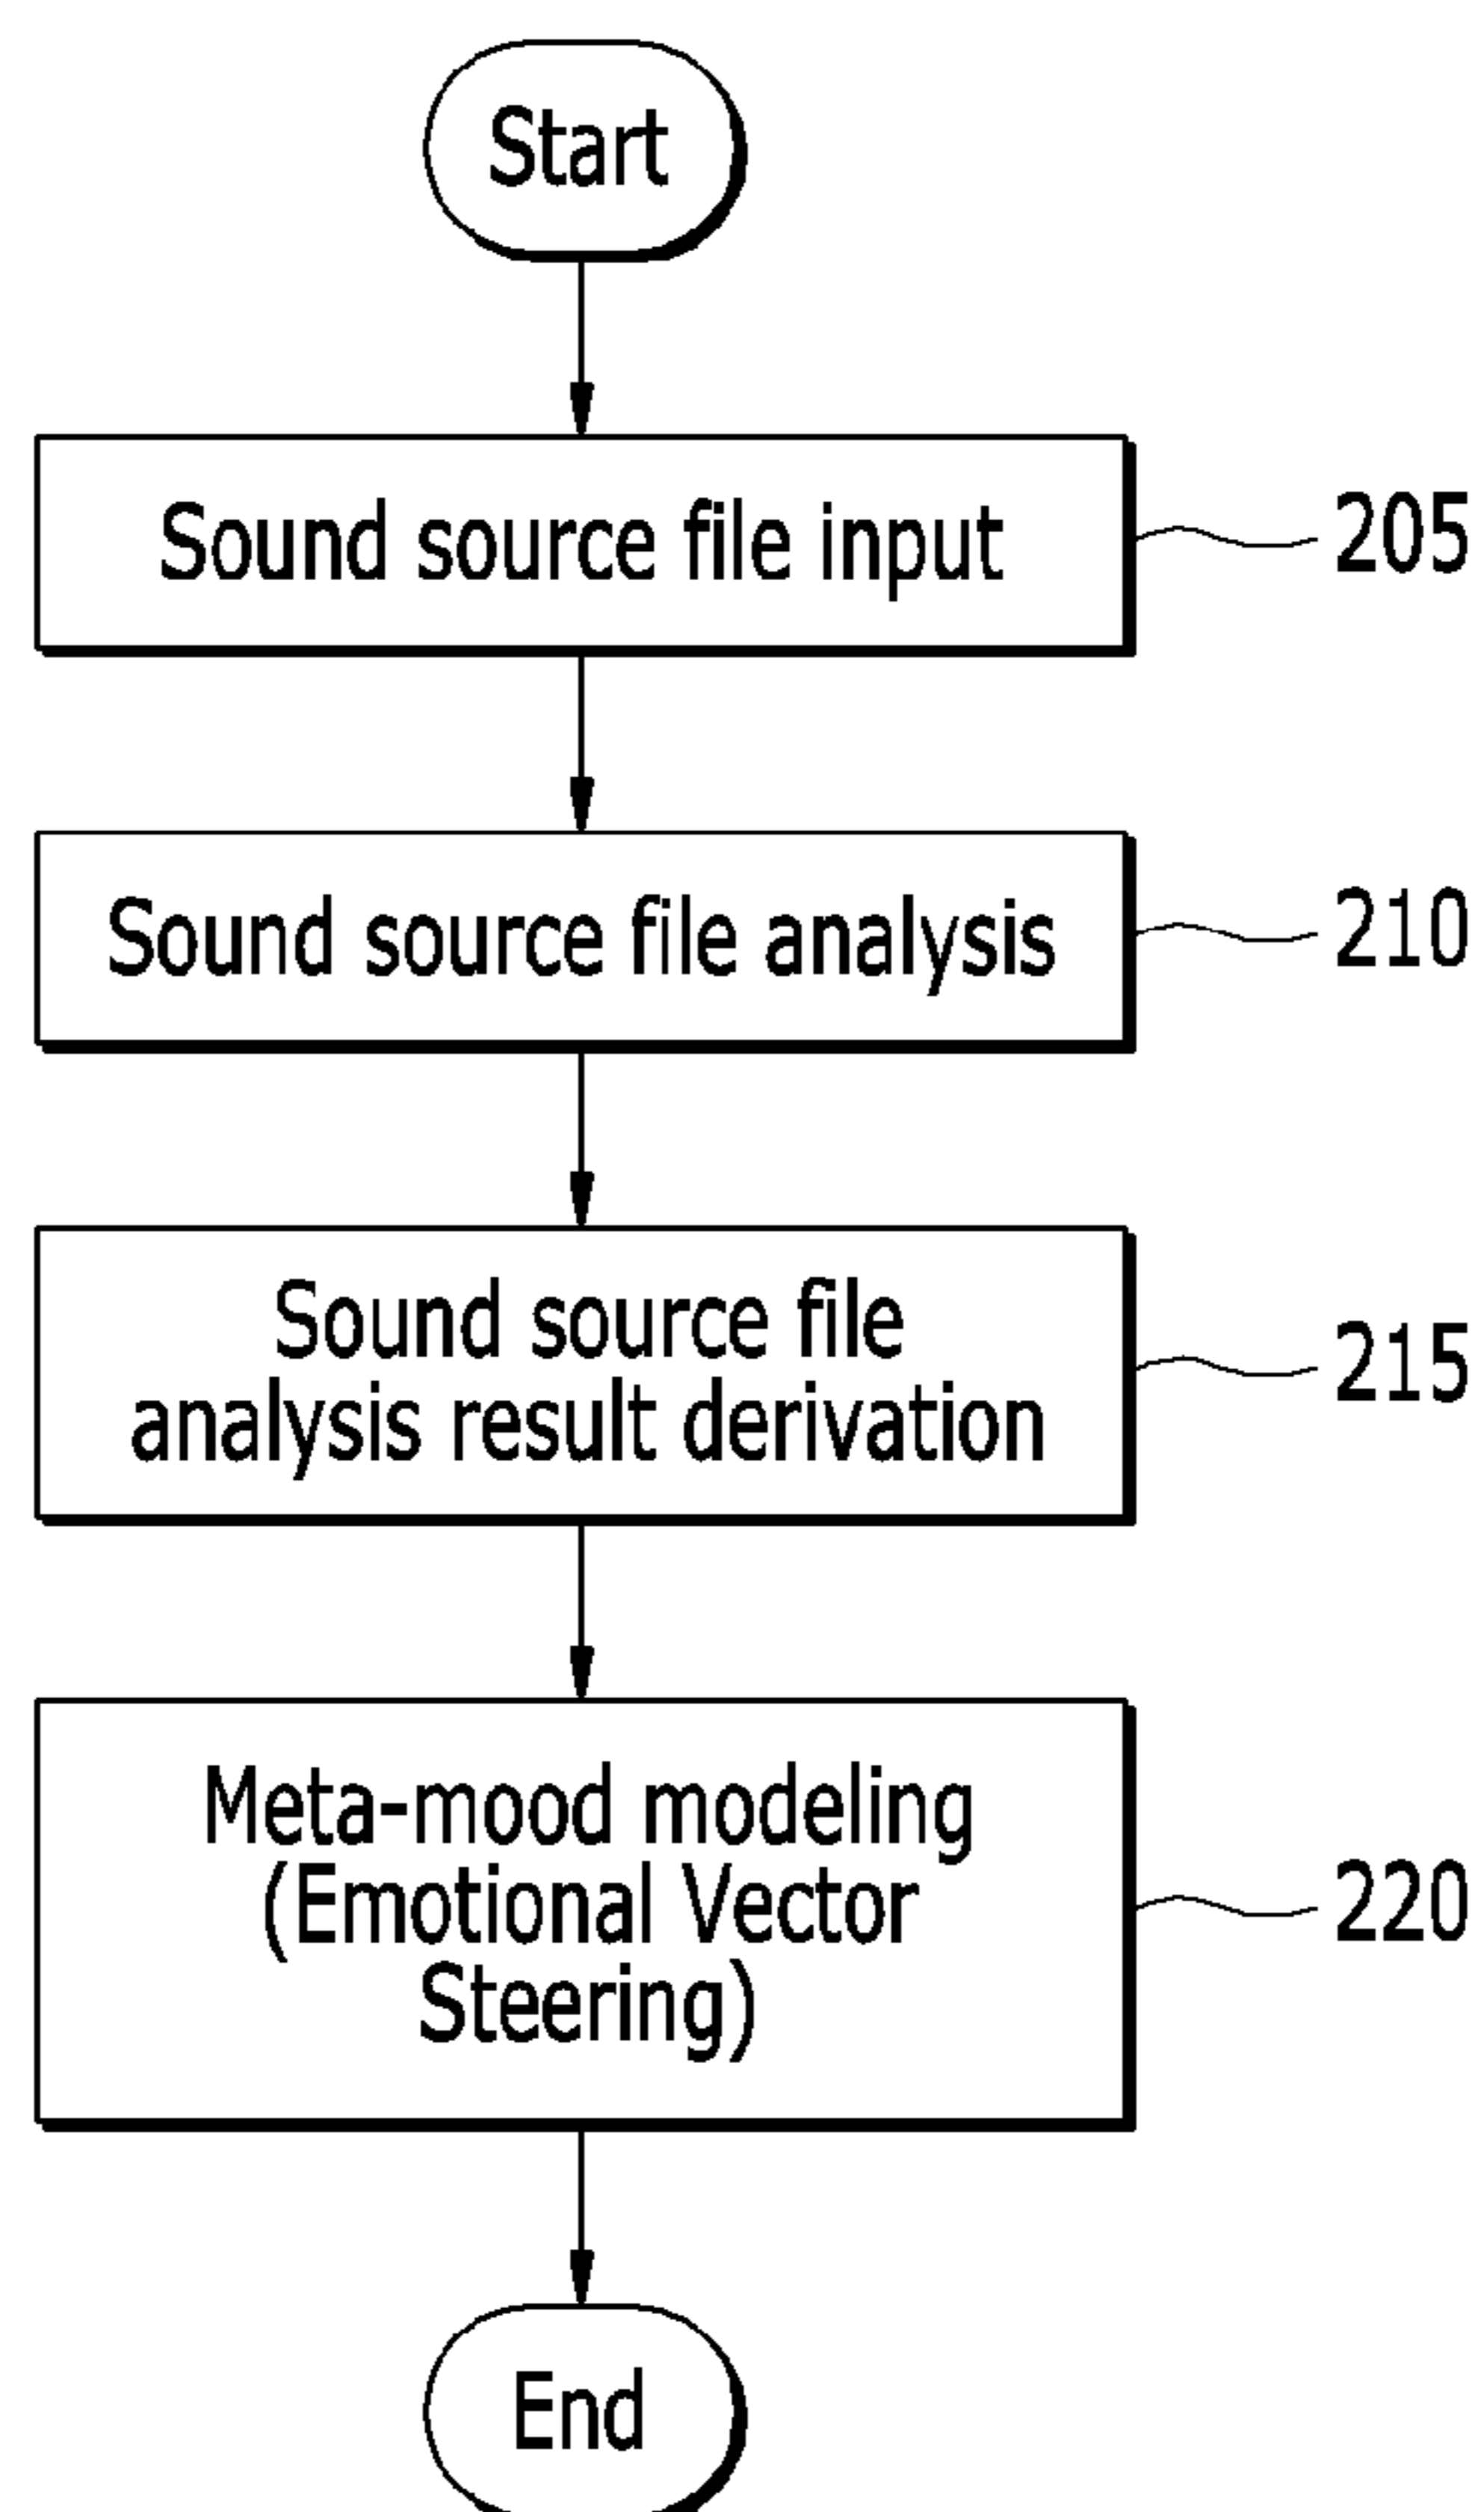 Start
Sound source file input
205
Sound source file analysis
210
Sound source file
analysis result derivation
215
Meta-mood modeling
(Emotional Vector
Steering)
220
End